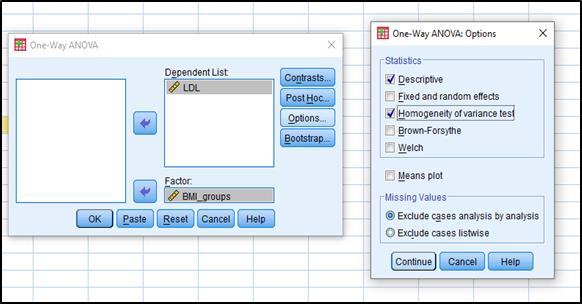 One-Way ANOVA
Dependent List:
LDL
Contrasts...
Post Hoc...
Options...
Bootstrap...
Factor:
BMI_groups
OK Paste Reset Cancel Help
One-Way ANOVA: Options
Statistics
Descriptive
Fixed and random effects
Homogeneity of variance test
Brown-Forsythe
Welch
Means plot
Missing Values
Exclude cases analysis by analysis
Exclude cases listwise
Continue Cancel Help